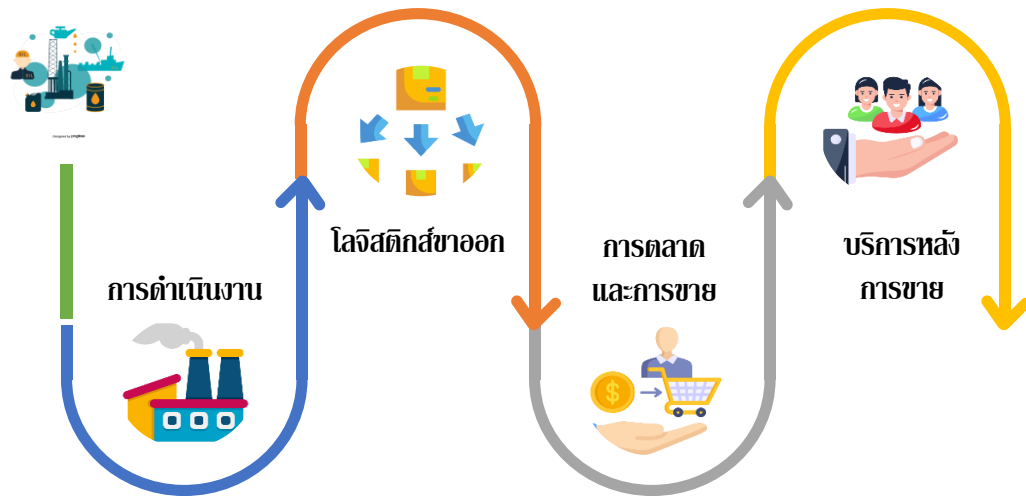 การดำเนินงาน
โลจิสติกส์ขาออก
การตลาด
และการขาย
บริการหลัง
การขาย